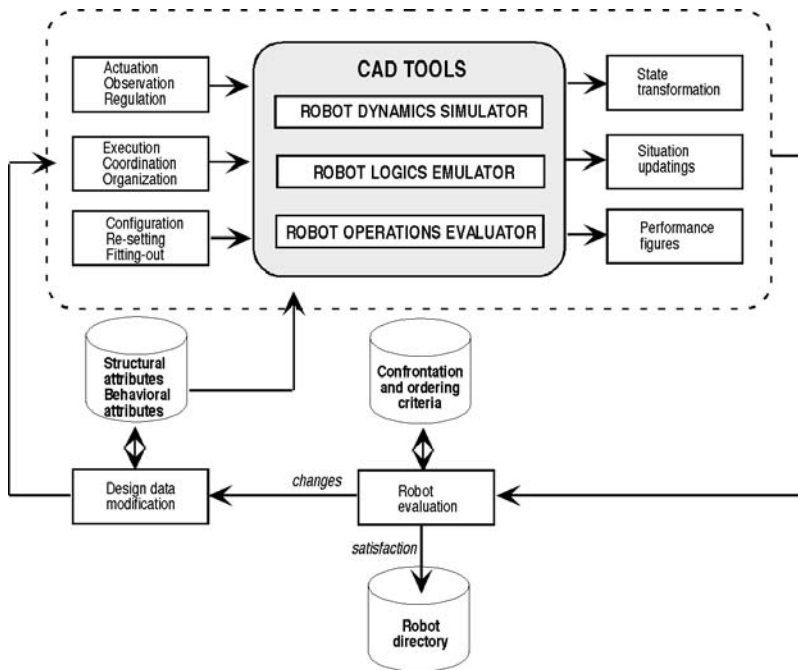 Actuation
Observation
Regulation
Execution
Coordination
Organization
Configuration
Re-setting
Fitting-out
CAD TOOLS
ROBOT DYNAMICS SIMULATOR
ROBOT LOGICS EMULATOR
ROBOT OPERATIONS EVALUATOR
State
transformation
Situation
updatings
Performance
figures
Structural
attributes
Behavioral
attributes
Confrontation
and ordering
criteria
Design data
modification
changes
Robot
evaluation
satisfaction
Robot
directory